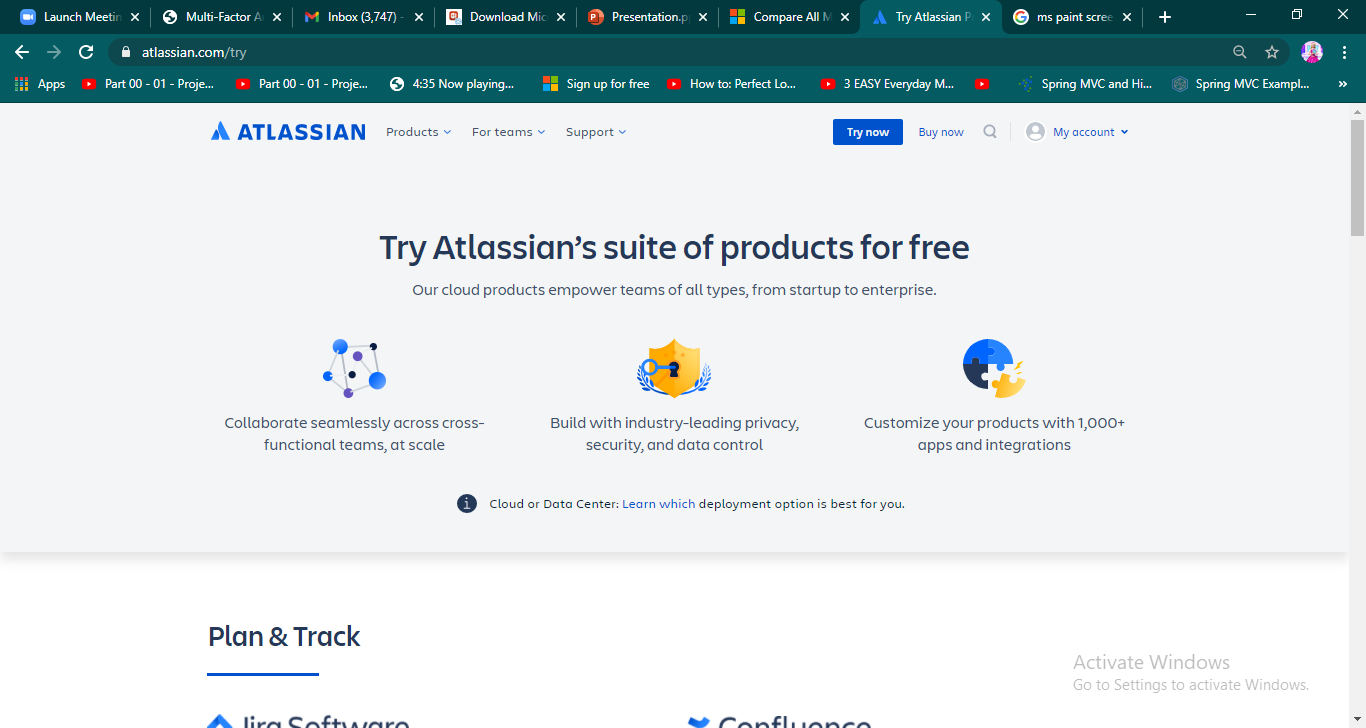 Launch Meetin
Multi-Factor A
Inbox (3,747) -
Download Mic
Presentation.p
Compare All M
Try Atlassian P
ms paint scree
atlassian.com/try
Apps
Part 00 - 01 - Proje...
Part 00 - 01 - Proje...
4:35 Now playing...
Sign up for free
How to: Perfect Lo...
3 EASY Everyday M...
Spring MVC and Hi...
Spring MVC Exampl...
»
ATLASSIAN
Products
For teams
Support
Try now
Buy now
My account
Try Atlassian’s suite of products for free
Our cloud products empower teams of all types, from startup to enterprise.
Collaborate seamlessly across cross-
functional teams, at scale
Build with industry-leading privacy,
security, and data control
Customize your products with 1,000+
apps and integrations
Cloud or Data Center: Learn which deployment option is best for you.
Plan & Track
Activate Windows
Go to Settings to activate Windows.
Jira Software
Confluence